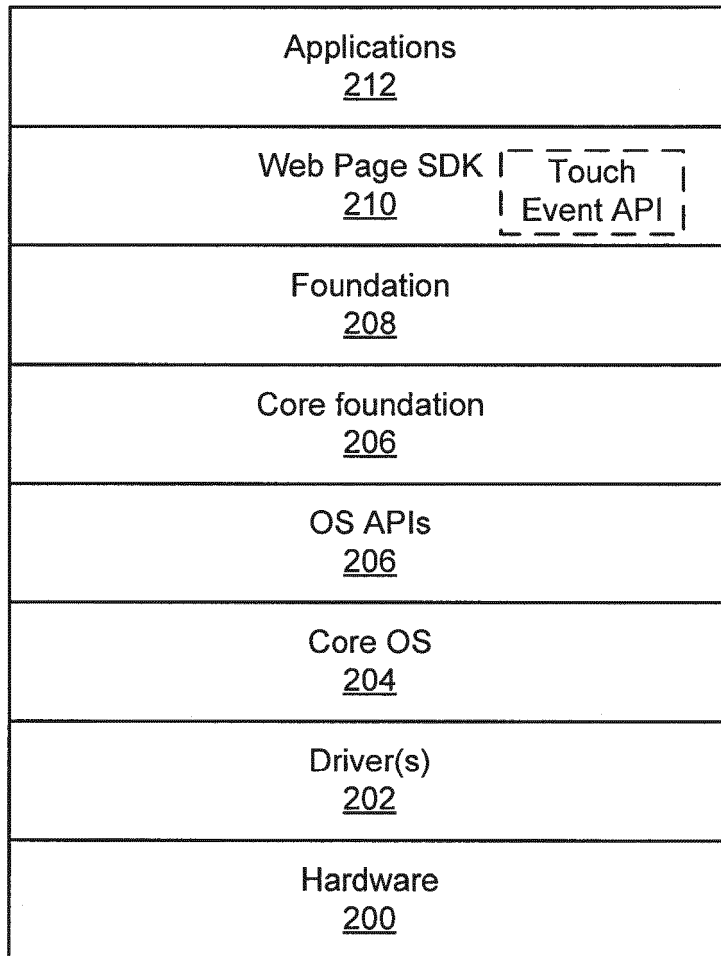 Applications
212
Web Page SDK
210
Touch
Event API
Foundation
208
Core foundation
206
OS APIs
206
Core OS
204
Driver(s)
202
Hardware
200